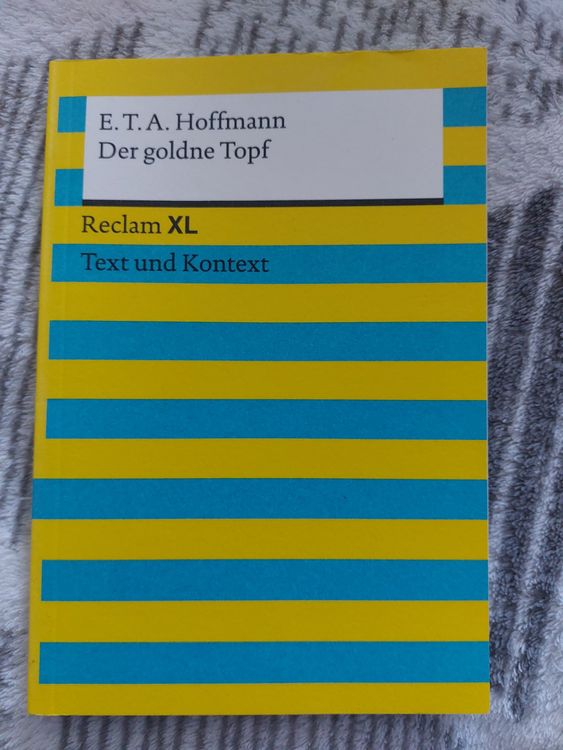 E. T. A. Hoffmann
Der goldne Topf
Reclam XL
Text und Kontext